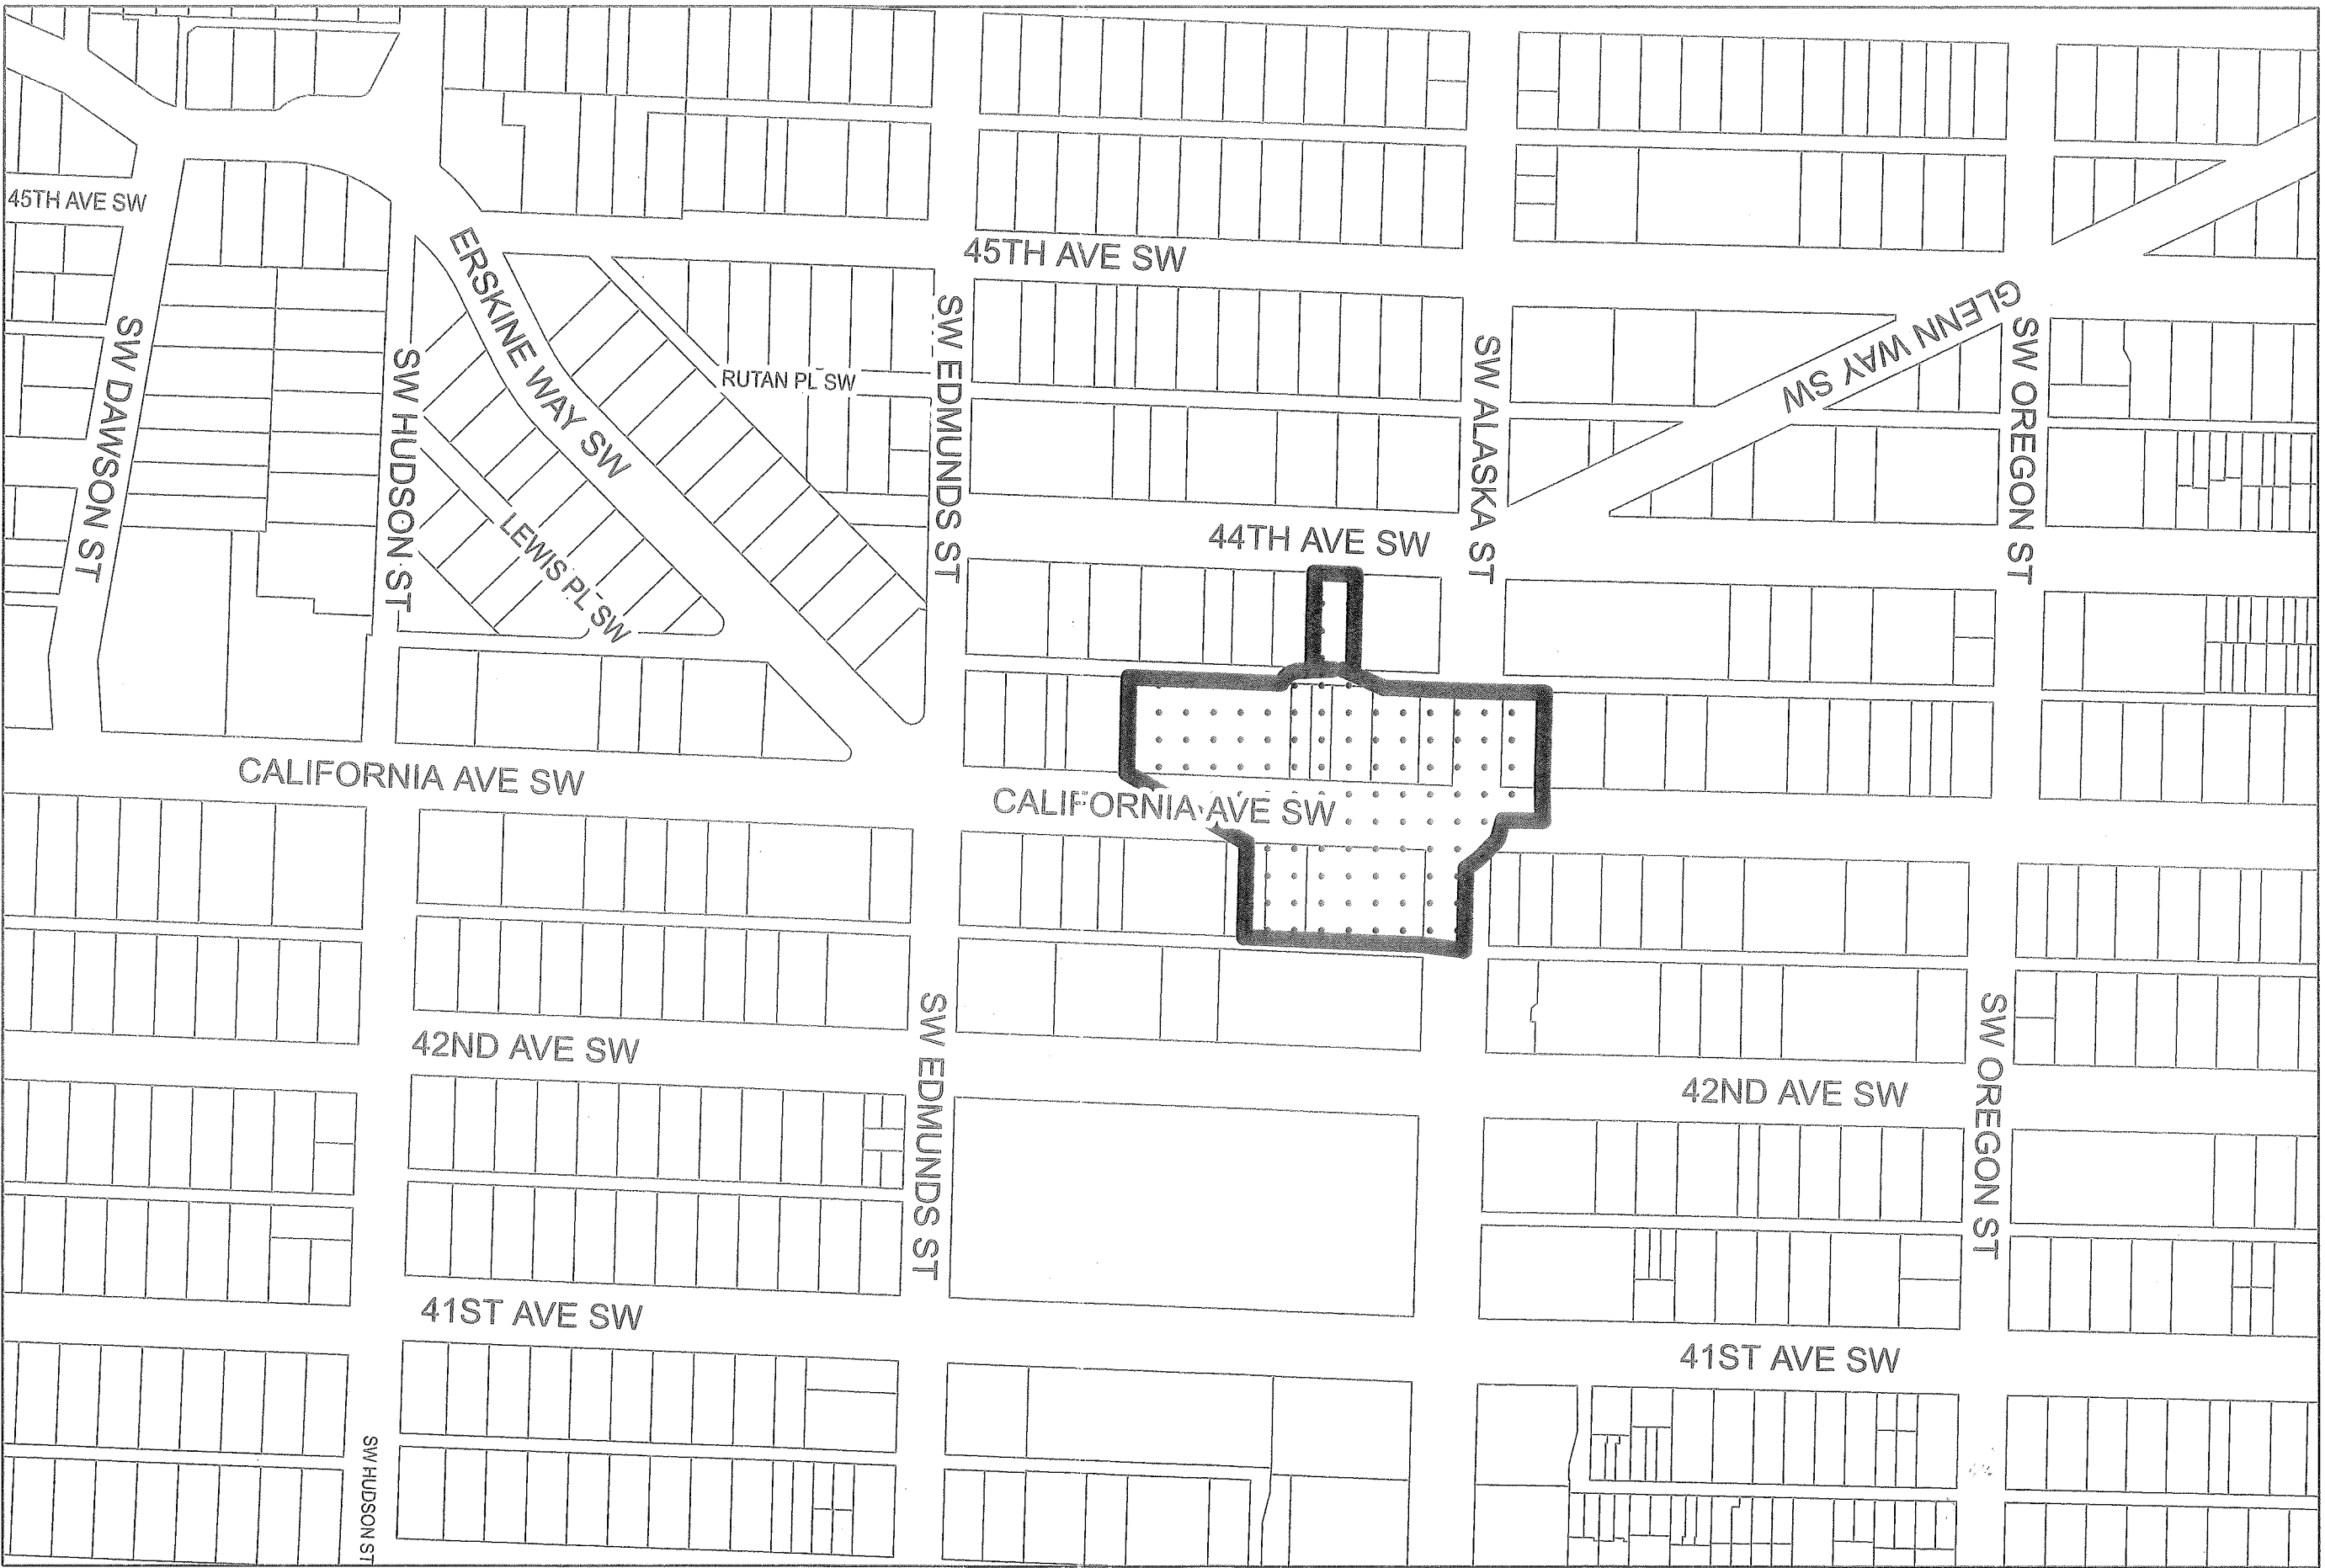 45TH AVE SW
45TH AVE SW
ERSKINE WAY SW
GLENN WAY SW
SW DAWSON ST
SW HUDSON ST
RUTAN PL SW
SW EDMUNDS ST
SW ALASKA ST
SW OREGON ST
LEWIS PL SW
44TH AVE SW
CALIFORNIA AVE SW
CALIFORNIA AVE SW
42ND AVE SW
SW EDMUNDS ST
SW OREGON ST
42ND AVE SW
41ST AVE SW
41ST AVE SW
SW HUDSON ST